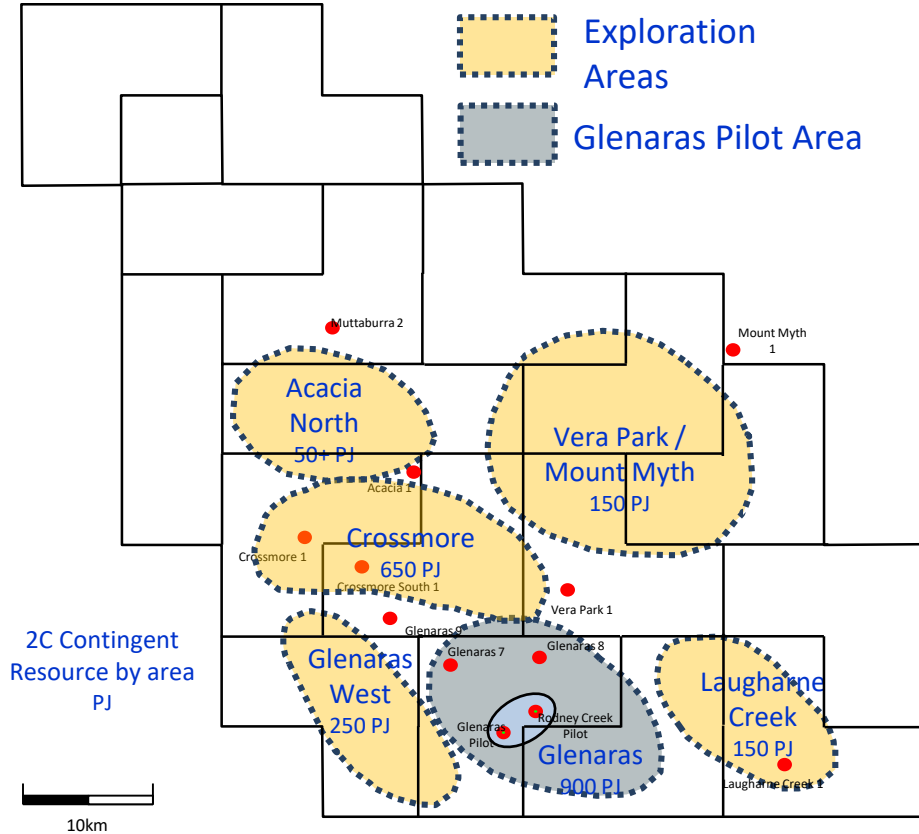 Exploration
Areas
Glenaras Pilot Area
Muttaburra 2
Mount Myth
1
Acacia
North
50+ PJ
Vera Park /
Mount Myth
150 PJ
Acacia 1
Crossmore
650 PJ
Crossmore 1
Crossmore South 1
Vera Park 1
Glenaras 9
2C Contingent
Resource by area
PJ
Glenaras
West
250 PJ
Glenaras 7
Glenaras 8
Laugharne
Creek
150 PJ
Glenaras
Pilot
Rodney Creek
Pilot
Glenaras
900 PJ
Laugharne Creek 1
10km